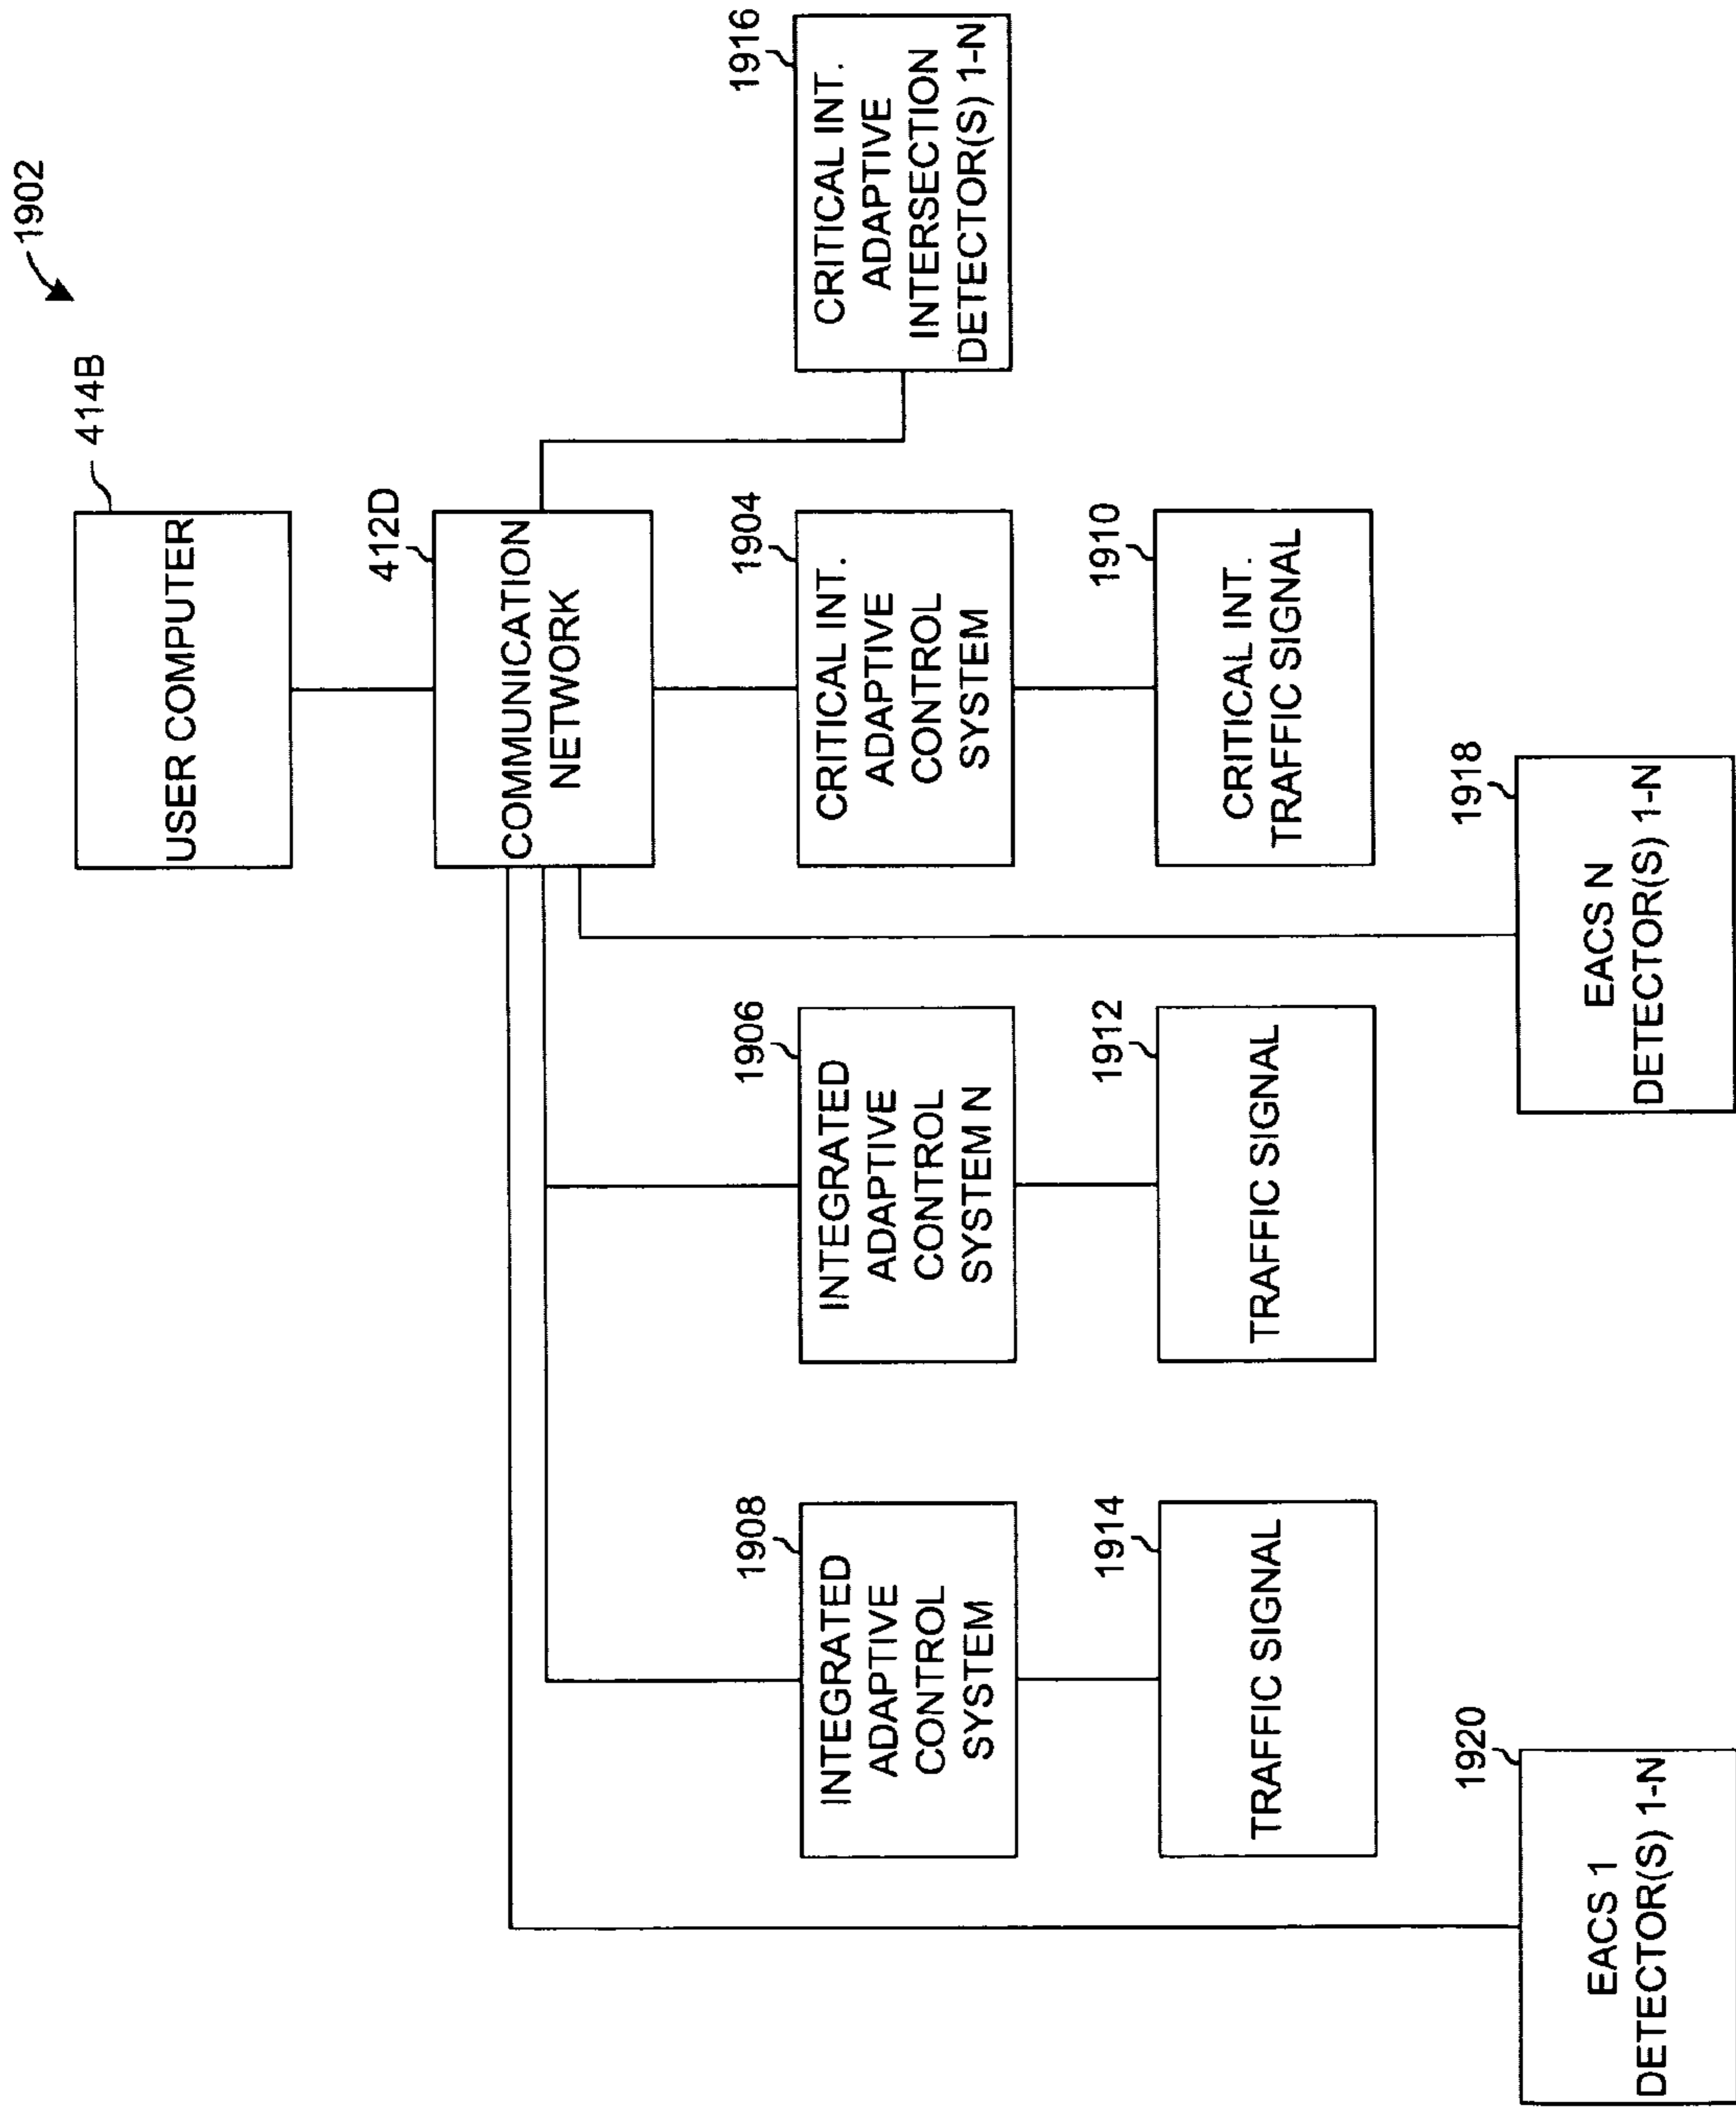 1902
414B
USER COMPUTER
412D
COMMUNICATION
NETWORK
1916
CRITICAL INT.
ADAPTIVE
INTERSECTION
DETECTOR(S) 1-N
1908
INTEGRATED
ADAPTIVE
CONTROL
SYSTEM
1906
INTEGRATED
ADAPTIVE
CONTROL
SYSTEM N
1904
CRITICAL INT.
ADAPTIVE
CONTROL
SYSTEM
1914
TRAFFIC SIGNAL
1912
TRAFFIC SIGNAL
1910
CRITICAL INT.
TRAFFIC SIGNAL
1920
EACS 1
DETECTOR(S) 1-N
1918
EACS N
DETECTOR(S) 1-N